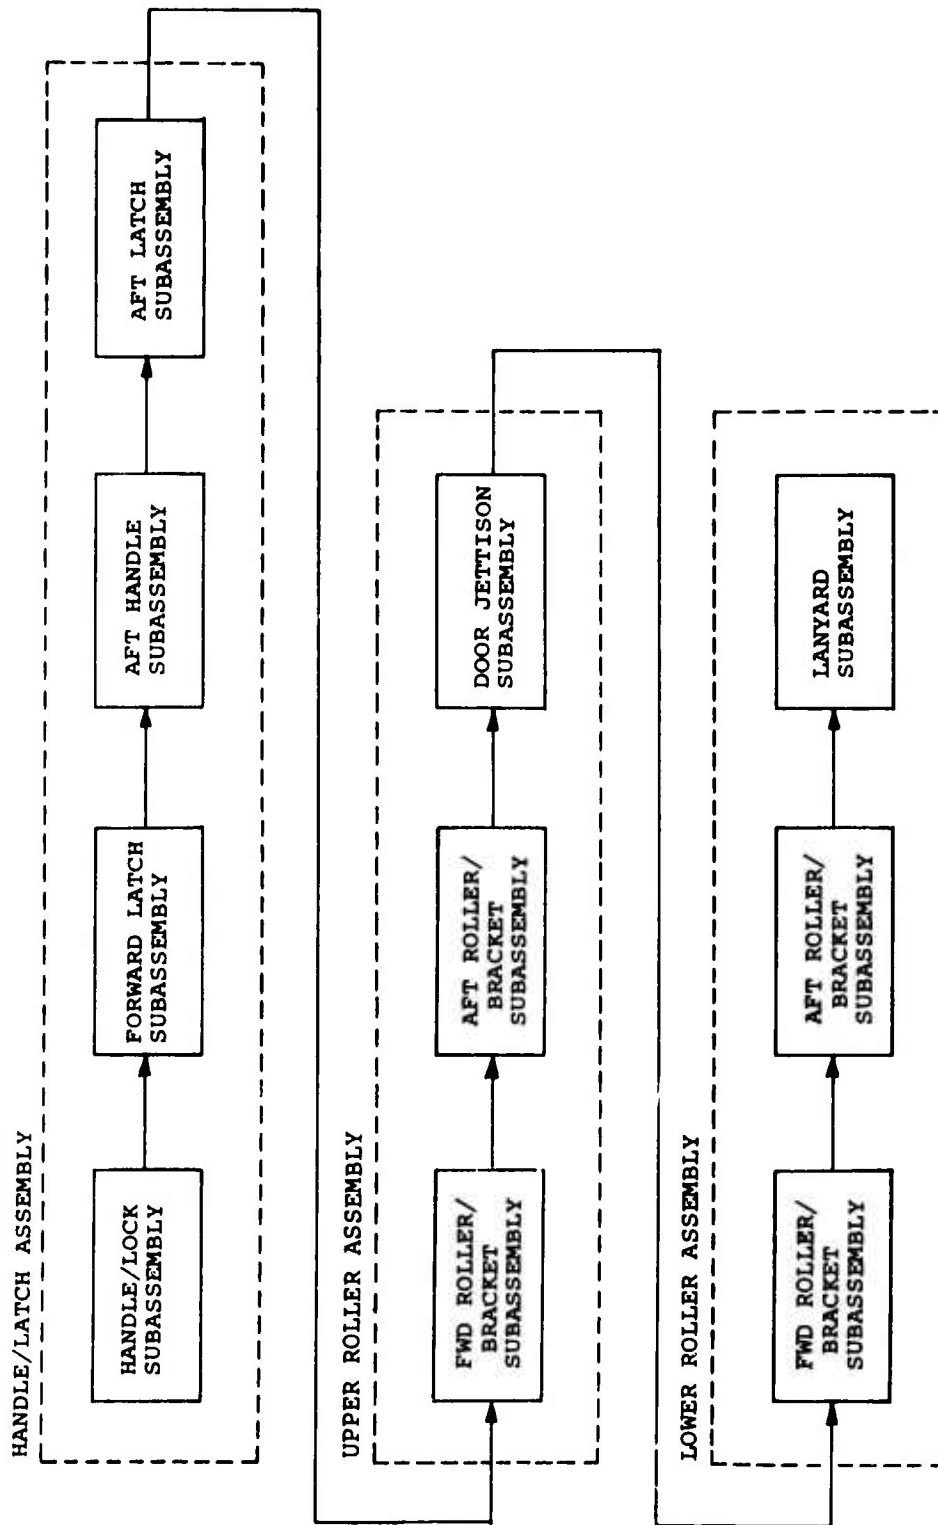 HANDLE/LATCH ASSEMBLY
HANDLE/LOCK
SUBASSEMBLY
FORWARD LATCH
SUBASSEMBLY
AFT HANDLE
SUBASSEMBLY
AFT LATCH
SUBASSEMBLY
UPPER ROLLER ASSEMBLY
FWD ROLLER/
BRACKET
SUBASSEMBLY
AFT ROLLER/
BRACKET
SUBASSEMBLY
DOOR JETTISON
SUBASSEMBLY
LOWER ROLLER ASSEMBLY
FWD ROLLER/
BRACKET
SUBASSEMBLY
AFT ROLLER/
BRACKET
SUBASSEMBLY
LANYARD
SUBASSEMBLY